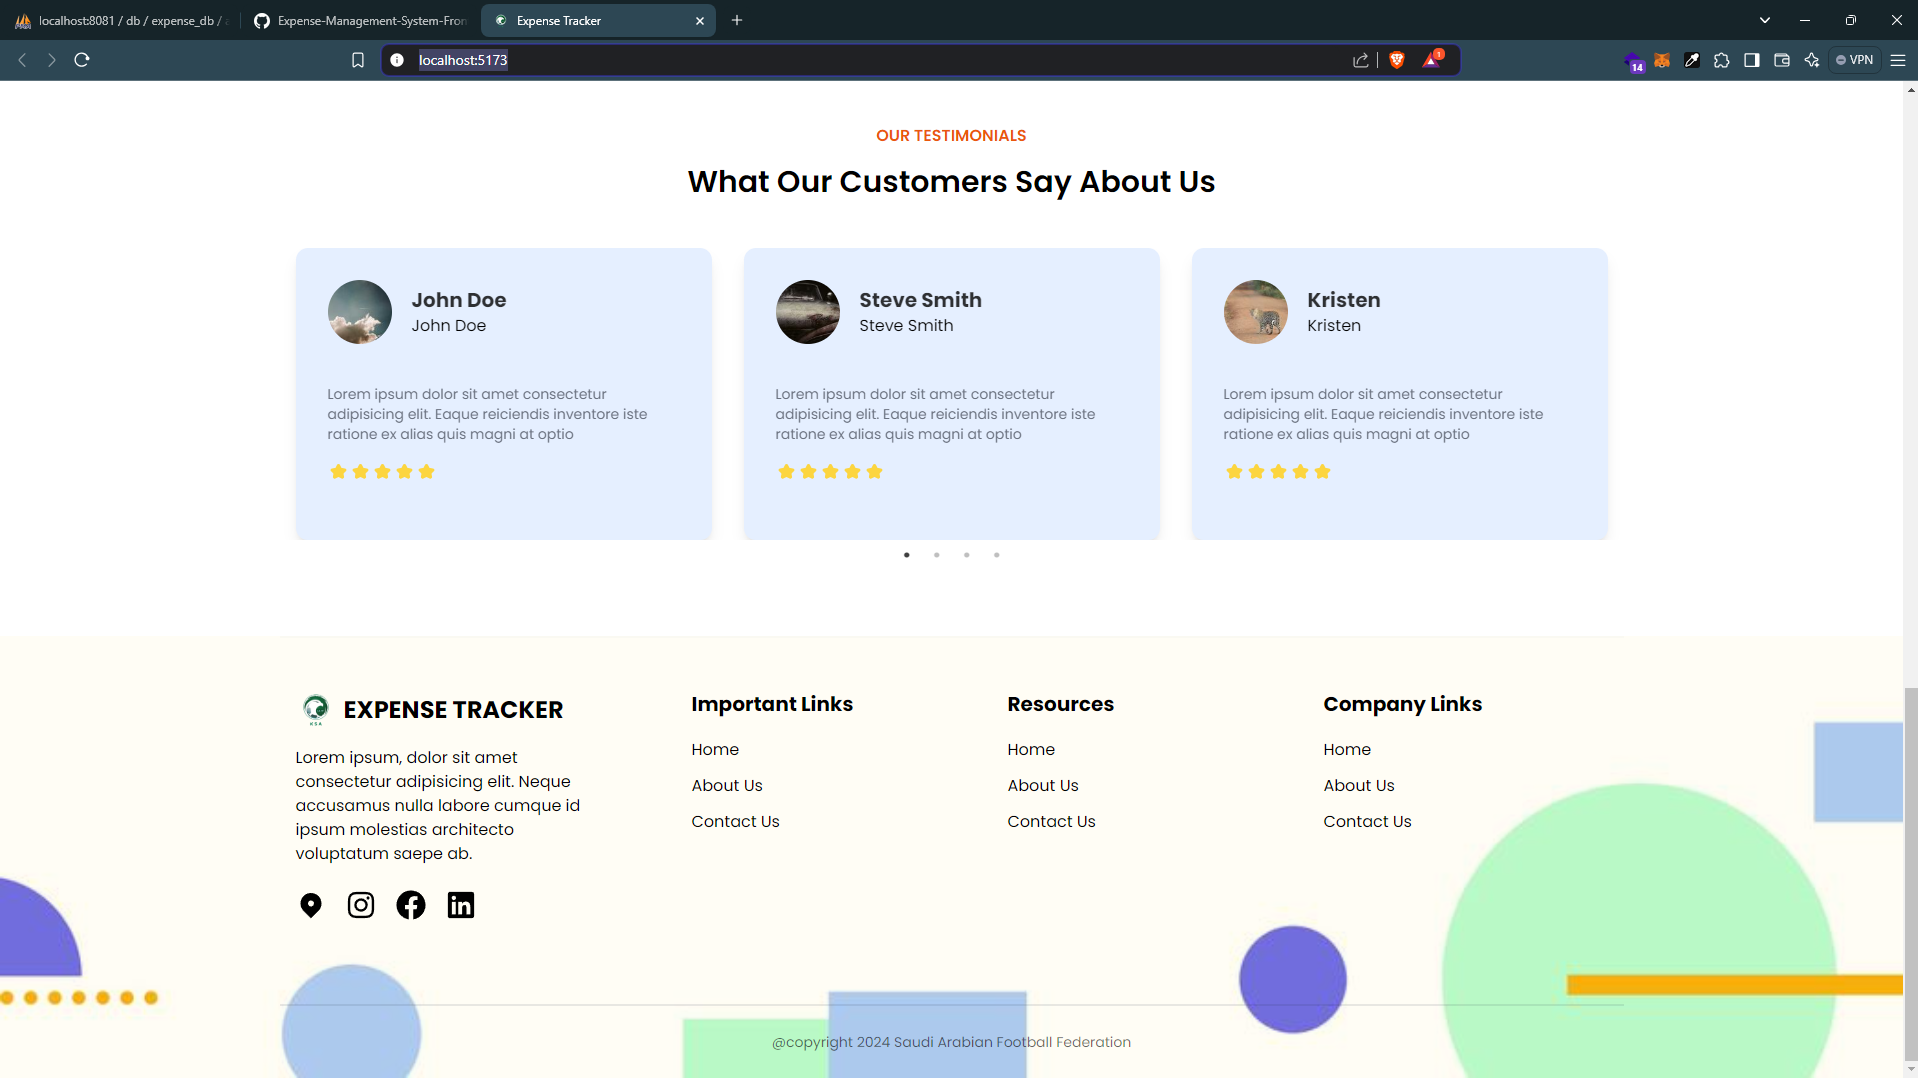 localhost:8081 / db / expense_db /
Expense-Management-System-Fron
Expense Tracker
localhost:5173
1
14
VPN
OUR TESTIMONIALS
What Our Customers Say About Us
John Doe
John Doe
Lorem ipsum dolor sit amet consectetur
adipisicing elit. Eaque reiciendis inventore iste
ratione ex alias quis magni at optio
Steve Smith
Steve Smith
Lorem ipsum dolor sit amet consectetur
adipisicing elit. Eaque reiciendis inventore iste
ratione ex alias quis magni at optio
Kristen
Kristen
Lorem ipsum dolor sit amet consectetur
adipisicing elit. Eaque reiciendis inventore iste
ratione ex alias quis magni at optio
KSA
EXPENSE TRACKER
Lorem ipsum, dolor sit amet
consectetur adipisicing elit. Neque
accusamus nulla labore cumque id
ipsum molestias architecto
voluptatum saepe ab.
Important Links
Home
About Us
Contact Us
Resources
Home
About Us
Contact Us
Company Links
Home
About Us
Contact Us
@copyright 2024 Saudi Arabian Football Federation